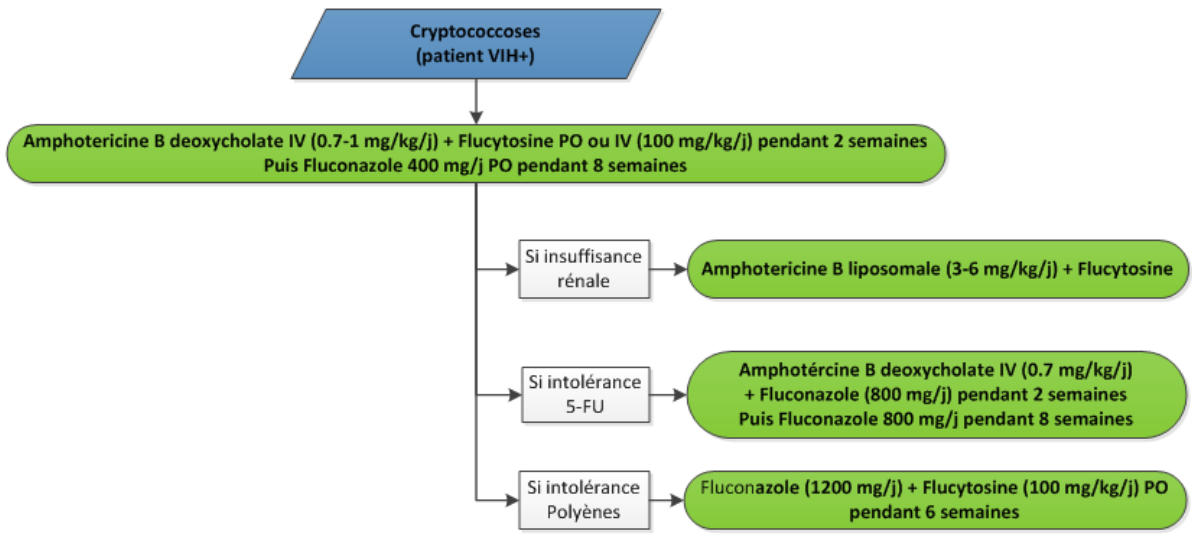 Cryptococcoses
(patient VIH+)
Amphotericine B deoxycholate IV (0.7-1 mg/kg/j) + Flucytosine PO ou IV (100 mg/kg/j) pendant 2 semaines
Puis Fluconazole 400 mg/j PO pendant 8 semaines
Si insuffisance
rénale
Amphotericine B liposomale (3-6 mg/kg/j) + Flucytosine
Si intolérance
5-FU
Amphotércine B deoxycholate IV (0.7 mg/kg/j)
+ Fluconazole (800 mg/j) pendant 2 semaines
Puis Fluconazole 800 mg/j pendant 8 semaines
Si intolérance
Polyènes
Fluconazole (1200 mg/j) + Flucytosine (100 mg/kg/j) PO
pendant 6 semaines